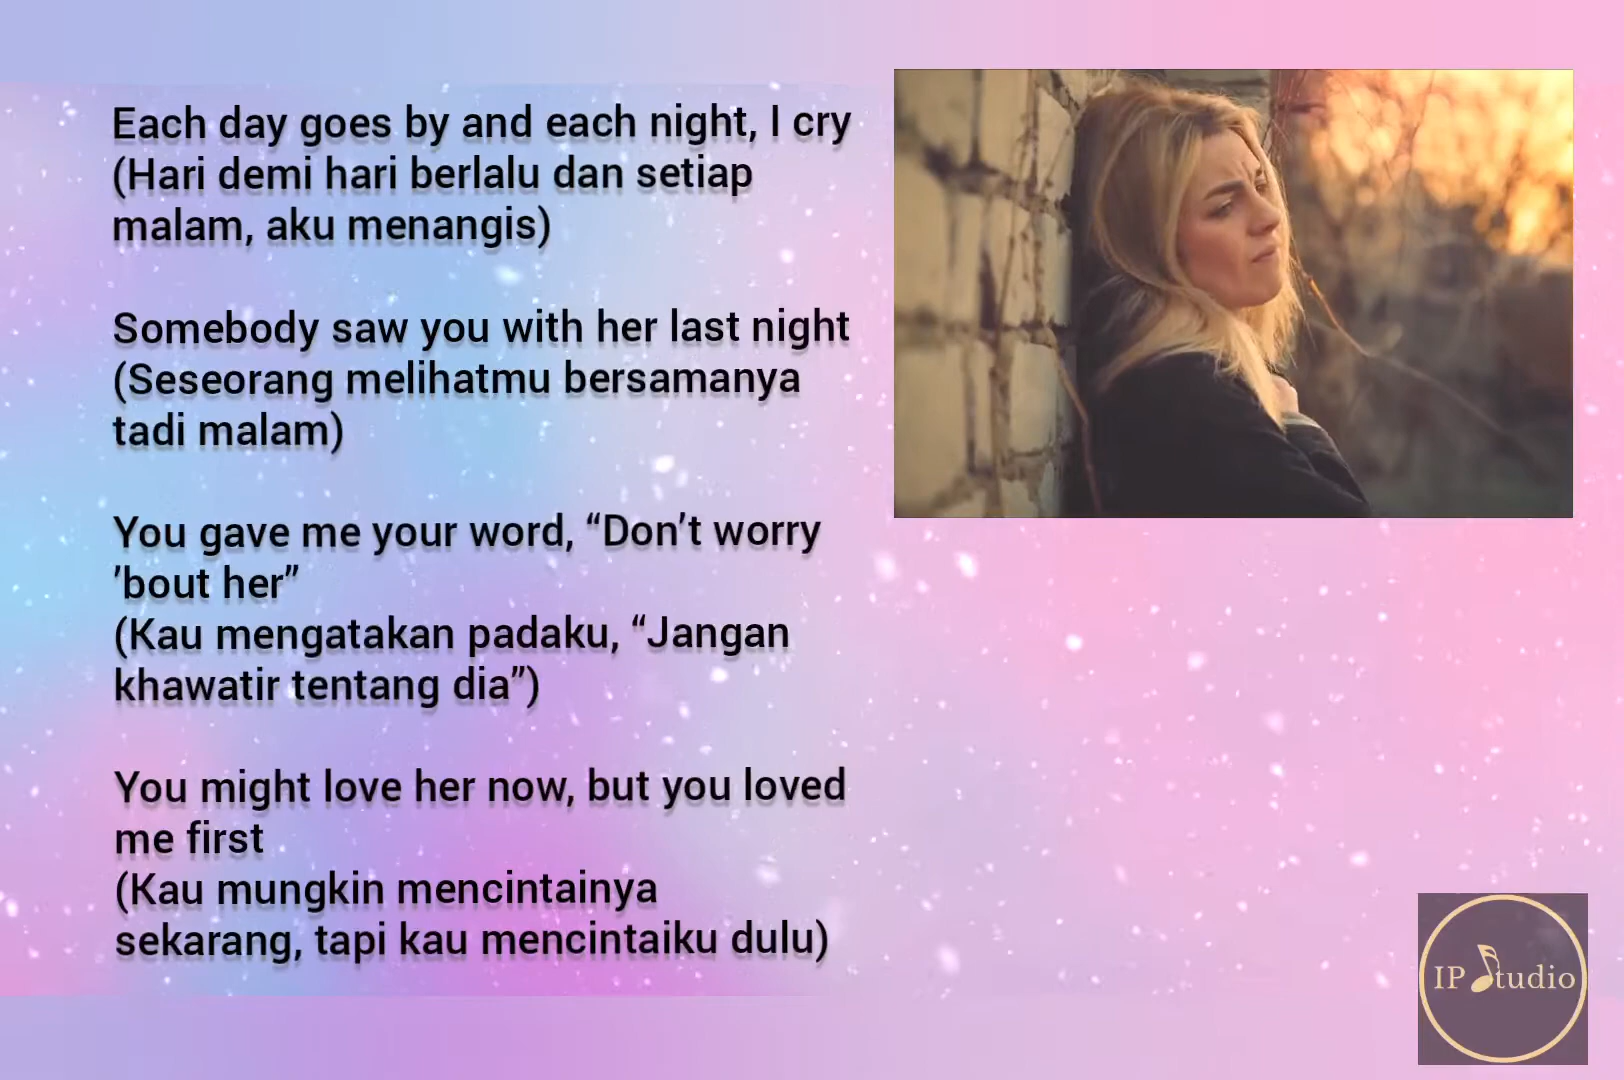 Each day goes by and each night, I cry
(Hari demi hari berlalu dan setiap
malam, aku menangis)
Somebody saw you with her last night
(Seseorang melihatmu bersamanya
tadi malam)
You gave me your word, “Don’t worry
’bout her”
(Kau mengatakan padaku, “Jangan
khawatir tentang dia”)
You might love her now, but you loved
me first
(Kau mungkin mencintainya
sekarang, tapi kau mencintaiku dulu)
IP Studio